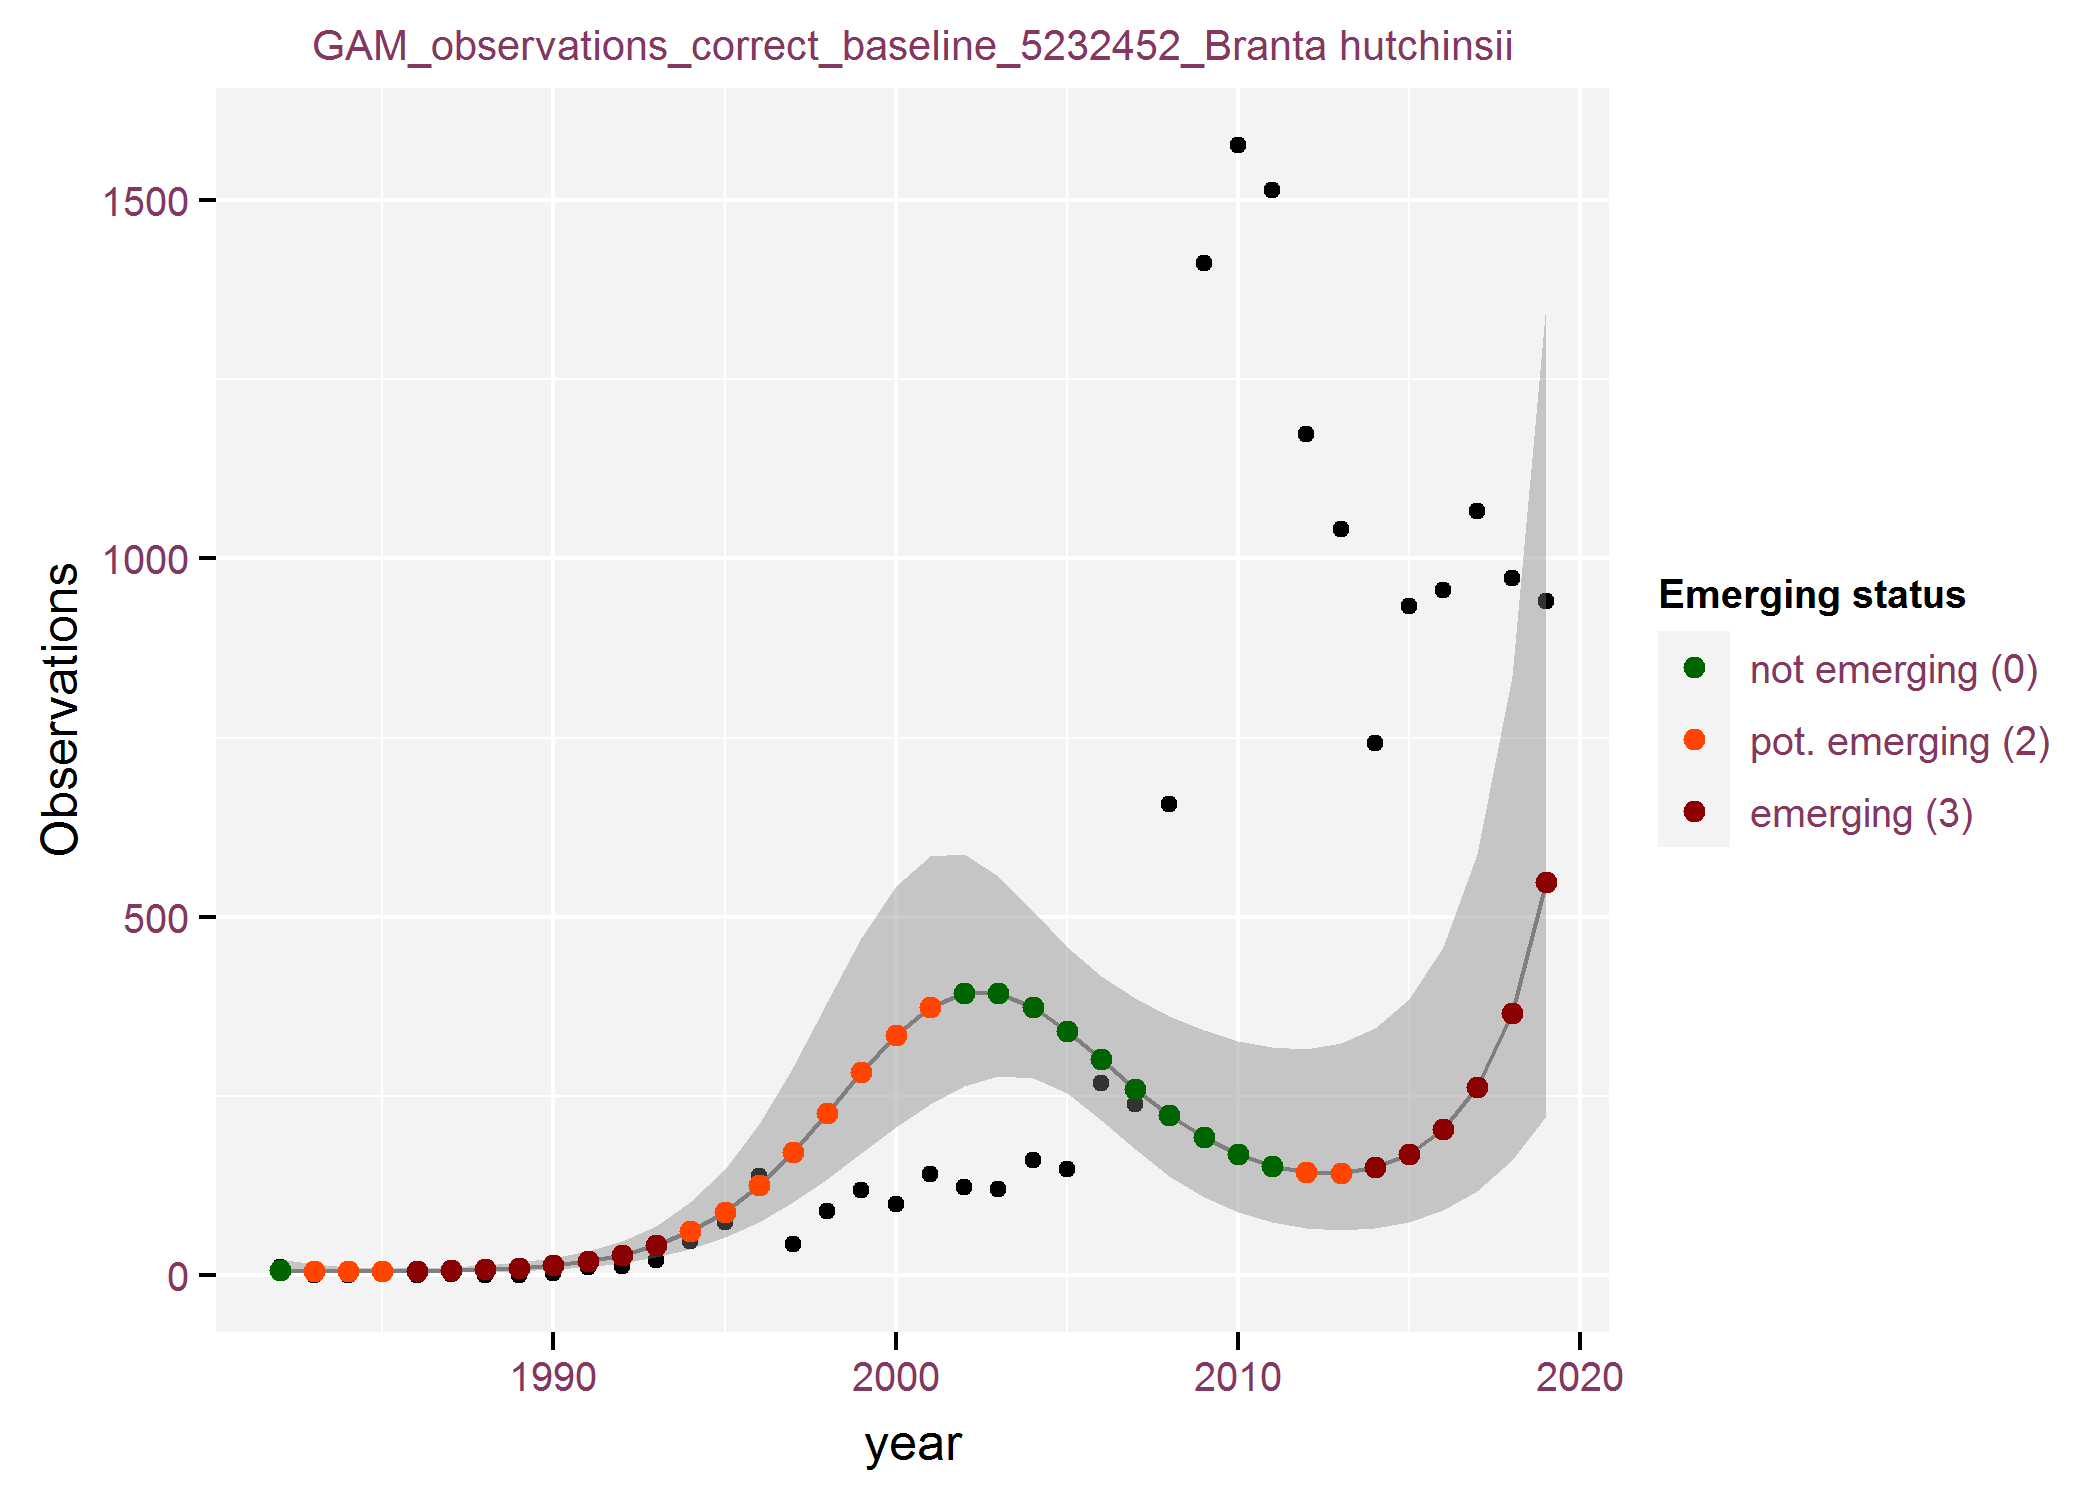 GAM_observations_correct_baseline_5232452_Branta hutchinsii
1500
1000
500
0
Observations
1990
2000
2010
2020
year
Emerging status
not emerging (0)
pot. emerging (2)
emerging (3)